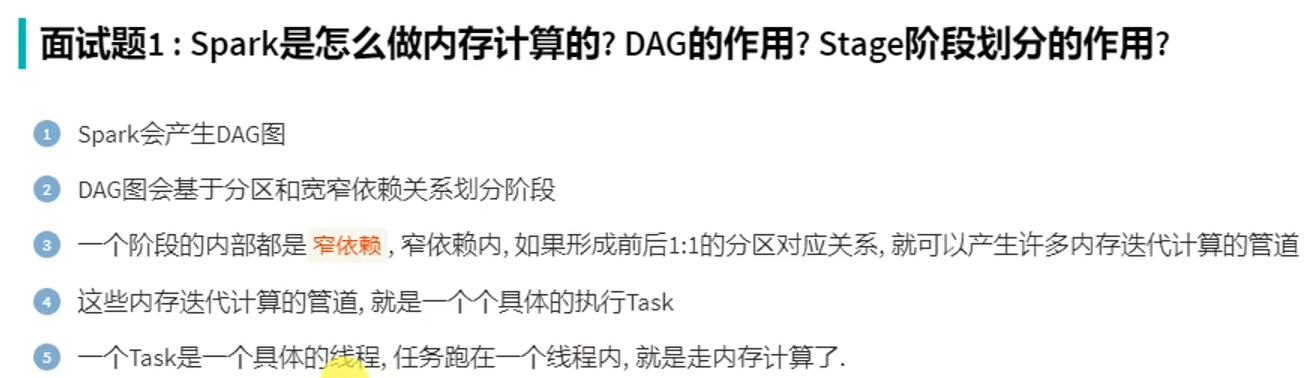 面试题1 : Spark是怎么做内存计算的? DAG的作用? Stage阶段划分的作用?
1 Spark会产生DAG图
2 DAG图会基于分区和宽窄依赖关系划分阶段
3 一个阶段的内部都是 窄依赖 , 窄依赖内, 如果形成前后1:1的分区对应关系, 就可以产生许多内存迭代计算的管道
4 这些内存迭代计算的管道, 就是一个个具体的执行Task
5 一个Task是一个具体的线程, 任务跑在一个线程内, 就是走内存计算了.